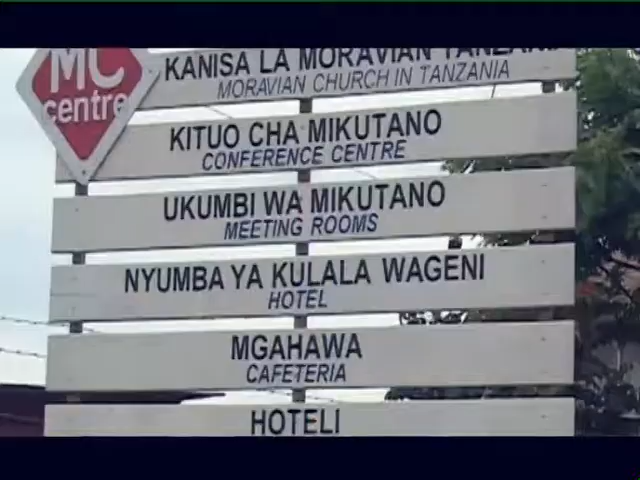 MC
centre
KANISA LA MORAVIAN TANZANIA
MORAVIAN CHURCH IN TANZANIA
KITUO CHA MIKUTANO
CONFERENCE CENTRE
UKUMBI WA MIKUTANO
MEETING ROOMS
NYUMBA YA KULALA WAGENI
HOTEL
MGAHAWA
CAFETERIA
HOTELI